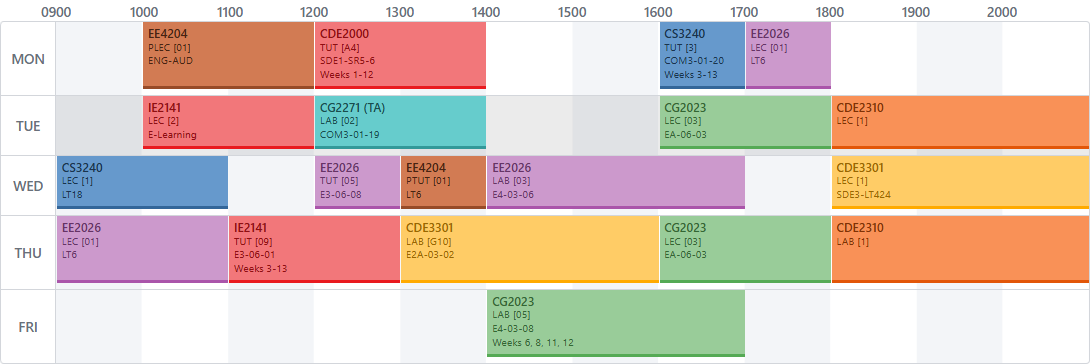 0900 1000 1100 1200 1300 1400 1500 1600 1700 1800 1900 2000
MON
EE4204
PLEC [01]
ENG-AUD
CDE2000
TUT [A4]
SDE1-SR5-6
Weeks 1-12
CS3240
TUT [3]
COM3-01-20
Weeks 3-13
EE2026
LEC [01]
LT6
TUE
IE2141
LEC [2]
E-Learning
CG2271 (TA)
LAB [02]
COM3-01-19
CG2023
LEC [03]
EA-06-03
CDE2310
LEC [1]
WED
CS3240
LEC [1]
LT18
EE2026
TUT [05]
E3-06-08
EE4204
PTUT [01]
LT6
EE2026
LAB [03]
E4-03-06
CDE3301
LEC [1]
SDE3-LT424
THU
EE2026
LEC [01]
LT6
IE2141
TUT [09]
E3-06-01
Weeks 3-13
CDE3301
LAB [G10]
E2A-03-02
CG2023
LEC [03]
EA-06-03
CDE2310
LAB [1]
FRI
CG2023
LAB [05]
E4-03-08
Weeks 6, 8, 11, 12